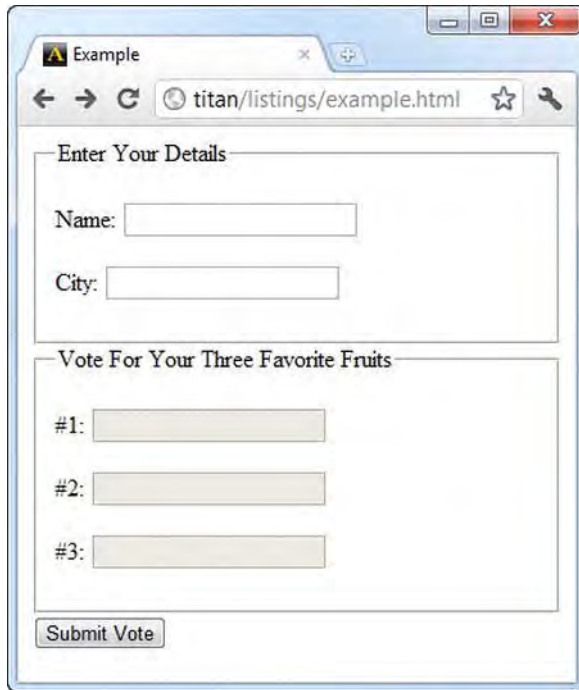 Example
titan/listings/example.html
Enter Your Details
Name:
City:
Vote For Your Three Favorite Fruits
#1:
#2:
#3:
Submit Vote